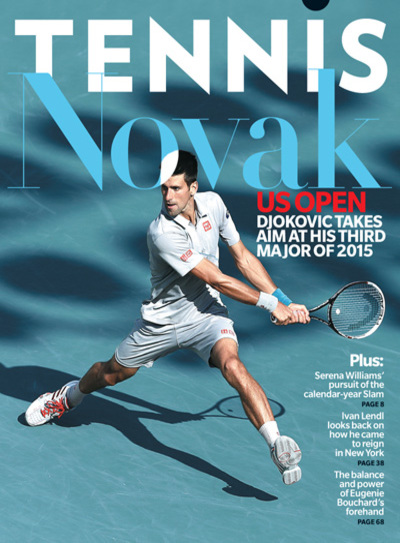 TENNIS
Novak
US OPEN
DJOKOVIC TAKES
AIM AT HIS THIRD
MAJOR OF 2015
Plus:
Serena Williams'
pursuit of the
calendar-year Slam
PAGE 8
Ivan Lendl
looks back on
how he came
to reign
in New York
PAGE 38
The balance
and power
of Eugenie
Bouchard's
forehand
PAGE 68